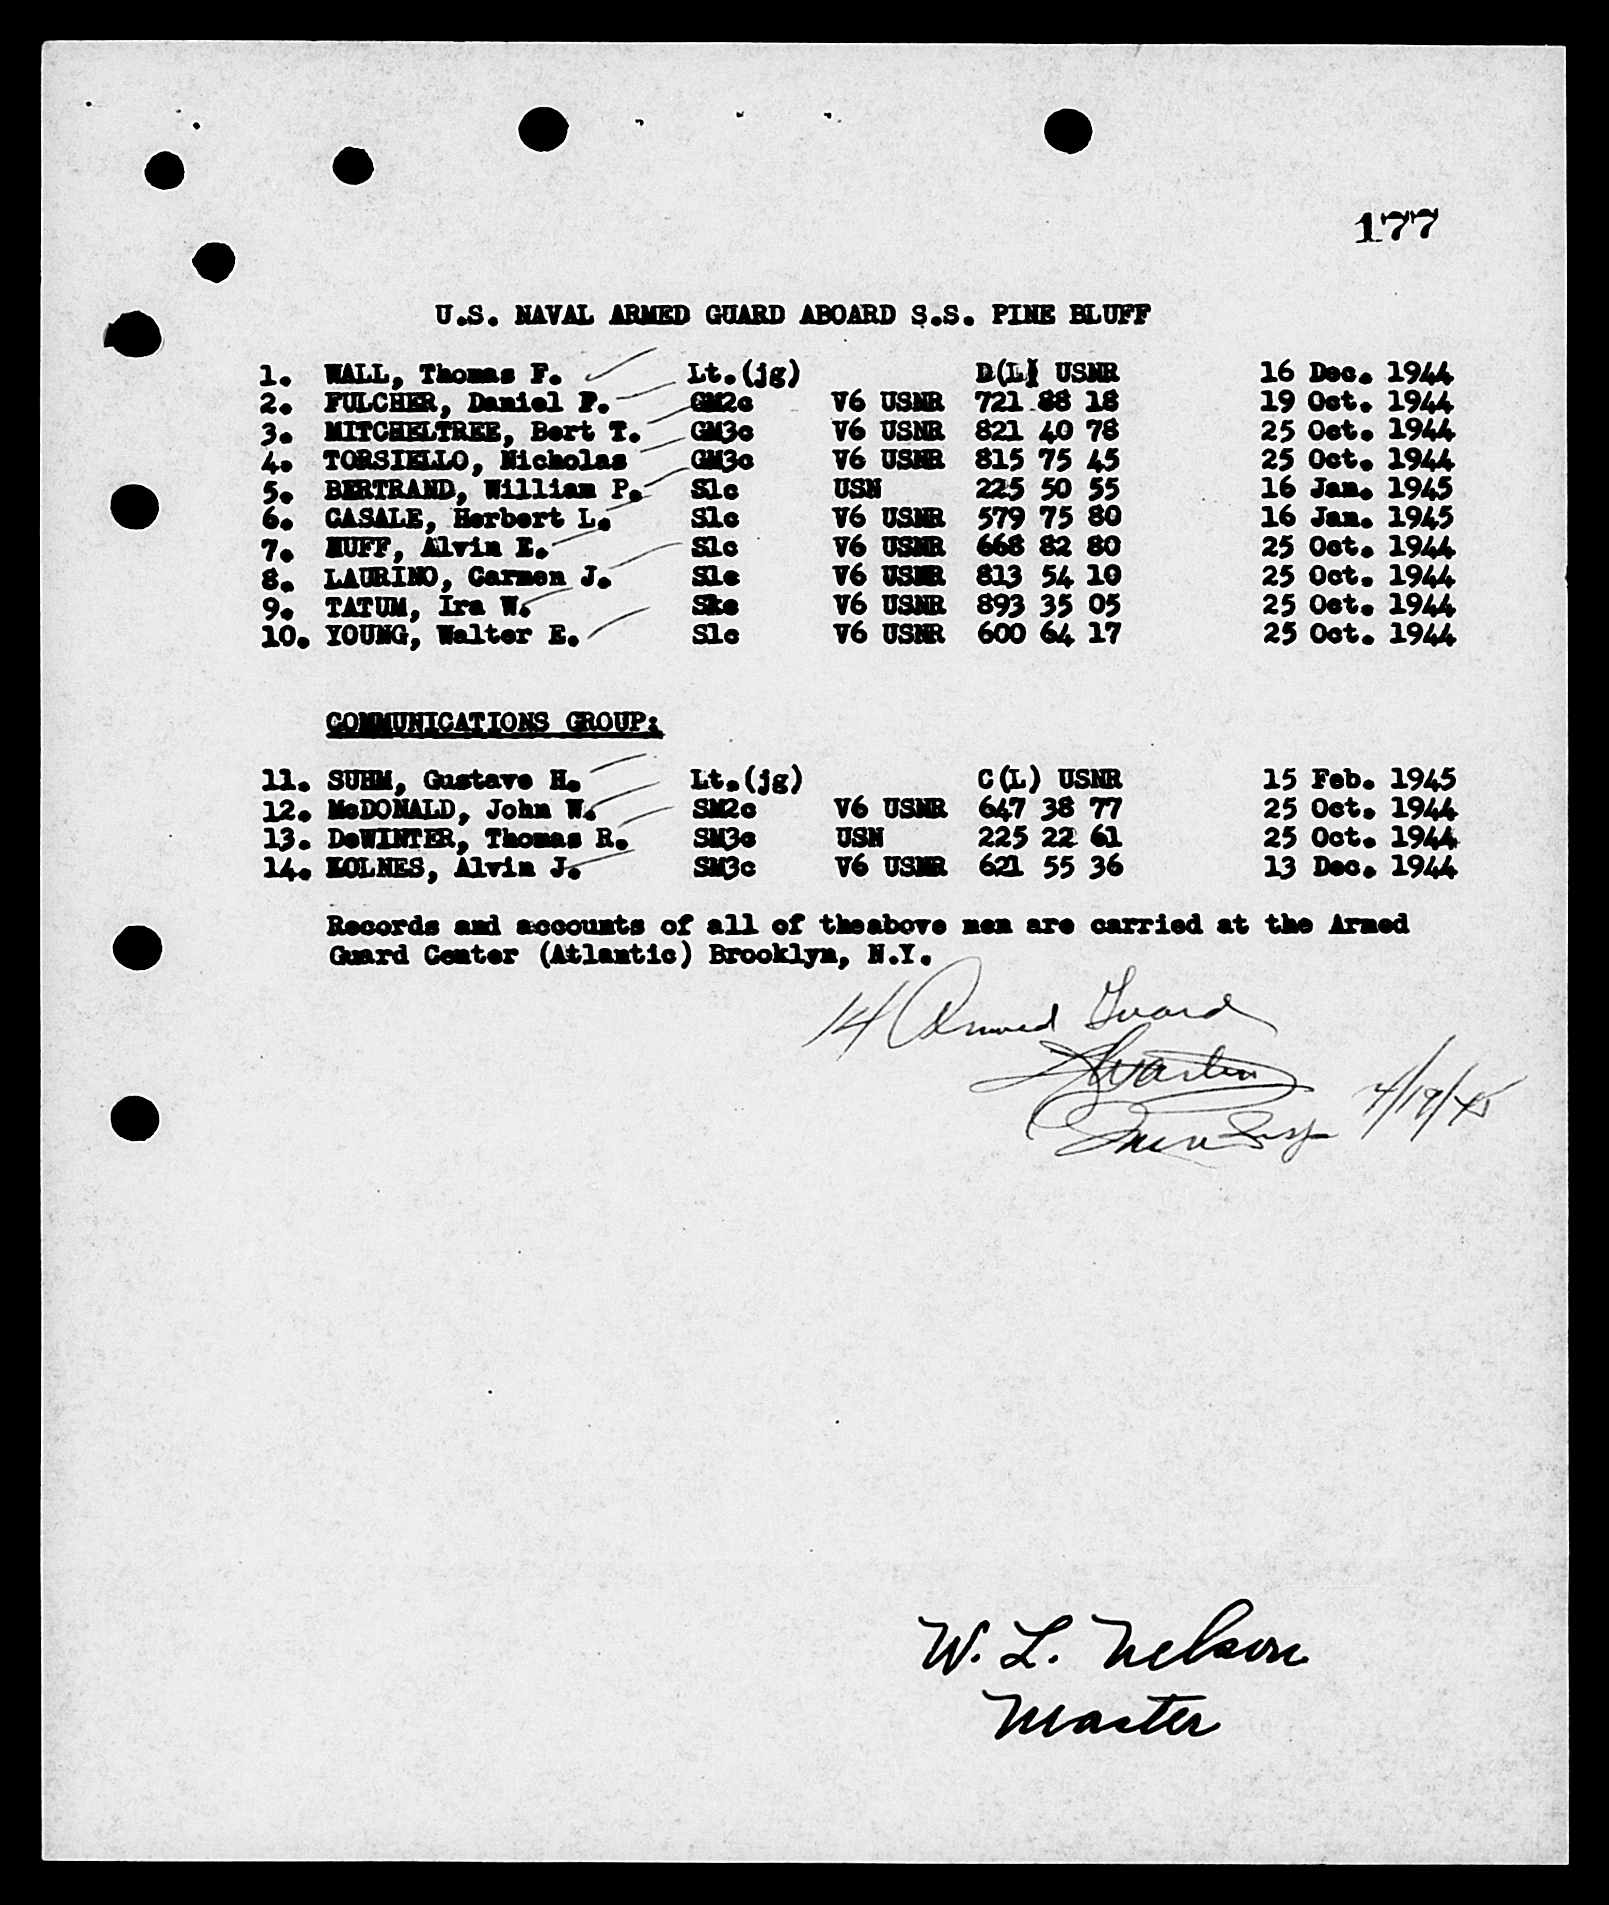 177
U.S. NAVAL ARMED GUARD ABOARD S.S. PINE BLUFF
1. WALL, Thomas F. Lt.(jg) D(L) USNR 16 Dec. 1944
2. FULCHER, Daniel F. GM2c V6 USNR 721 88 18 19 Oct. 1944
3. MITCHELTREE, Bert T. GM3c V6 USNR 821 40 78 25 Oct. 1944
4. TORSIELLO, Nicholas GM3c V6 USNR 815 75 45 25 Oct. 1944
5. BERTRAND, William P. S1c USN 225 50 55 16 Jan. 1945
6. CASALE, Herbert L. S1c V6 USNR 579 75 80 16 Jan. 1945
7. HUFF, Alvin E. S1c V6 USNR 668 82 80 25 Oct. 1944
8. LAURINO, Carmen J. S1c V6 USNR 813 54 10 25 Oct. 1944
9. TATUM, Ira W. V6 USNR 893 35 05 25 Oct. 1944
10. YOUNG, Walter E. S1c V6 USNR 600 64 17 25 Oct. 1944
COMMUNICATIONS GROUP:
11. SUHM, Gustave H. Lt.(jg) C(L) USNR 15 Feb. 1945
12. McDONALD, John W. SM2c V6 USNR 647 38 77 25 Oct. 1944
13. DeWINTER, Thomas R. SM3c USN 225 22 61 25 Oct. 1944
14. KOLNES, Alvin J. SM3c V6 USNR 621 55 36 13 Dec. 1944
Records and accounts of all of theabove men are carried at the Armed
Guard Center (Atlantic) Brooklyn, N.Y.
14 Armed Guard
4/19/45
W. L. Nelson
Master